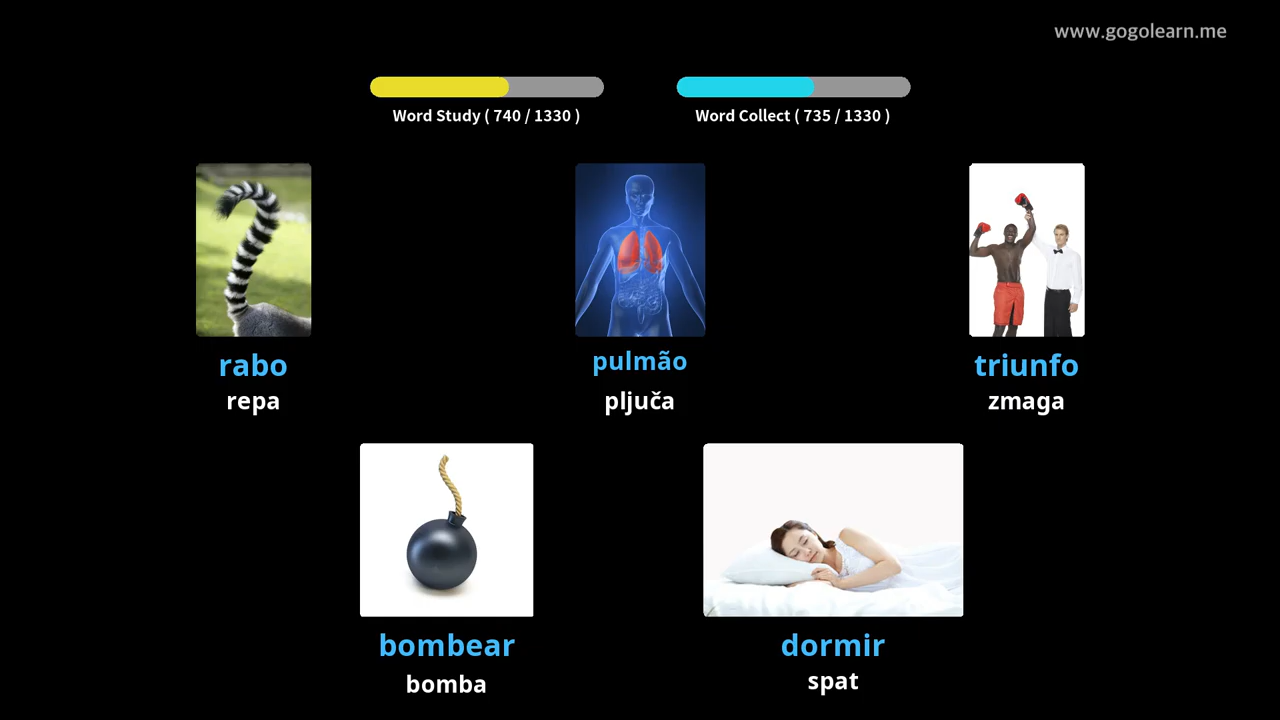 www.gogolearn.me
Word Study ( 740 / 1330 )
Word Collect ( 735 / 1330 )
rabo
repa
pulmão
pljuča
triunfo
zmaga
bombear
bomba
dormir
spat